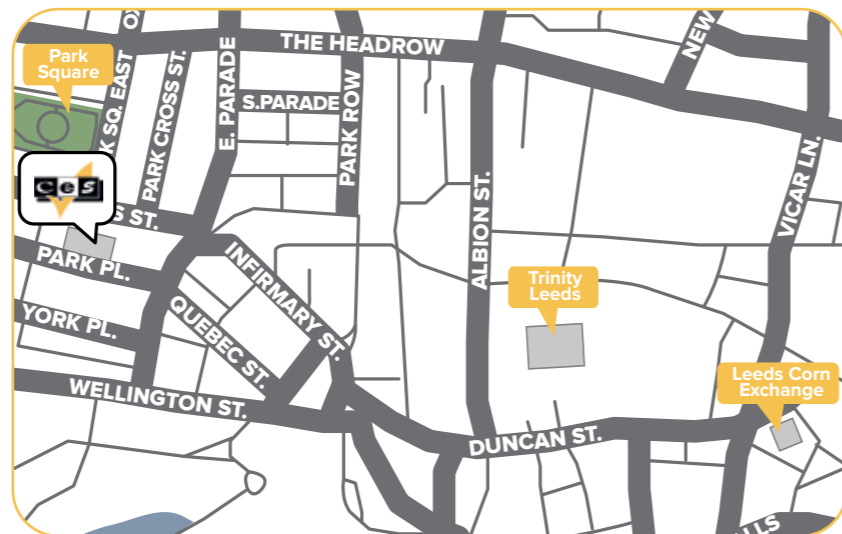 THE HEADROW
NEW
OX
Park
Square
K SQ. EAST
PARK CROSS ST.
E. PARADE
S.PARADE
PARK ROW
ALBION ST.
VICAR LN.
ces
S ST.
PARK PL.
INFIRMARY ST.
Trinity
Leeds
YORK PL.
QUEBEC ST.
WELLINGTON ST.
Leeds Corn
Exchange
DUNCAN ST.
LLS